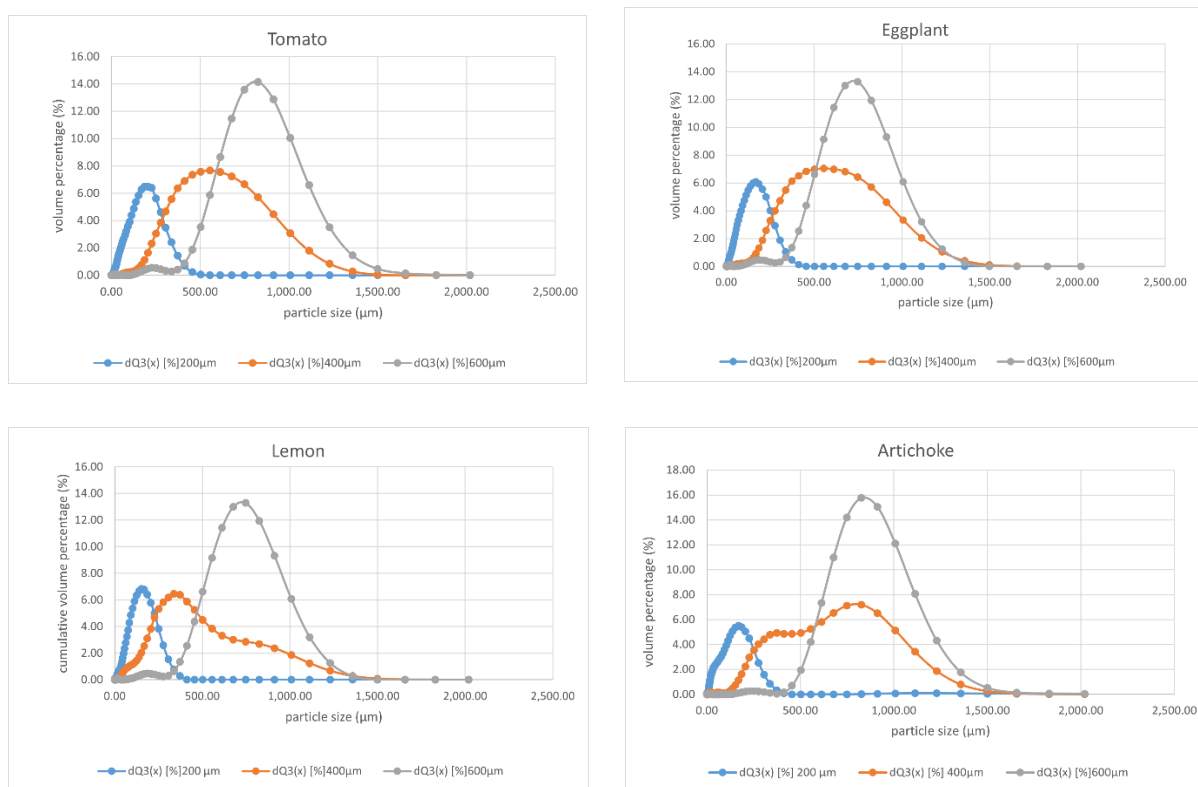 Tomato
16.00
14.00
12.00
10.00
8.00
6.00
4.00
2.00
0.00
volume percentage (%)
0.00 500.00 1,000.00 1,500.00 2,000.00 2,500.00
particle size (µm)
dQ3(x) [%]200µm dQ3(x) [%]400µm dQ3(x) [%]600µm
Eggplant
16.00
14.00
12.00
10.00
8.00
6.00
4.00
2.00
0.00
volume percentage (%)
0.00 500.00 1,000.00 1,500.00 2,000.00 2,500.00
particle size (µm)
dQ3(x) [%]200µm dQ3(x) [%]400µm dQ3(x) [%]600µm
Lemon
16.00
14.00
12.00
10.00
8.00
6.00
4.00
2.00
0.00
cumulative volume percentage (%)
0.00 500.00 1,000.00 1,500.00 2,000.00 2,500.00
particle size (µm)
dQ3(x) [%]200 µm dQ3(x) [%]400µm dQ3(x) [%]600µm
Artichoke
18.00
16.00
14.00
12.00
10.00
8.00
6.00
4.00
2.00
0.00
volume percentage (%)
0.00 500.00 1,000.00 1,500.00 2,000.00 2,500.00
particle size (µm)
dQ3(x) [%] 200 µm dQ3(x) [%] 400µm dQ3(x) [%]600µm